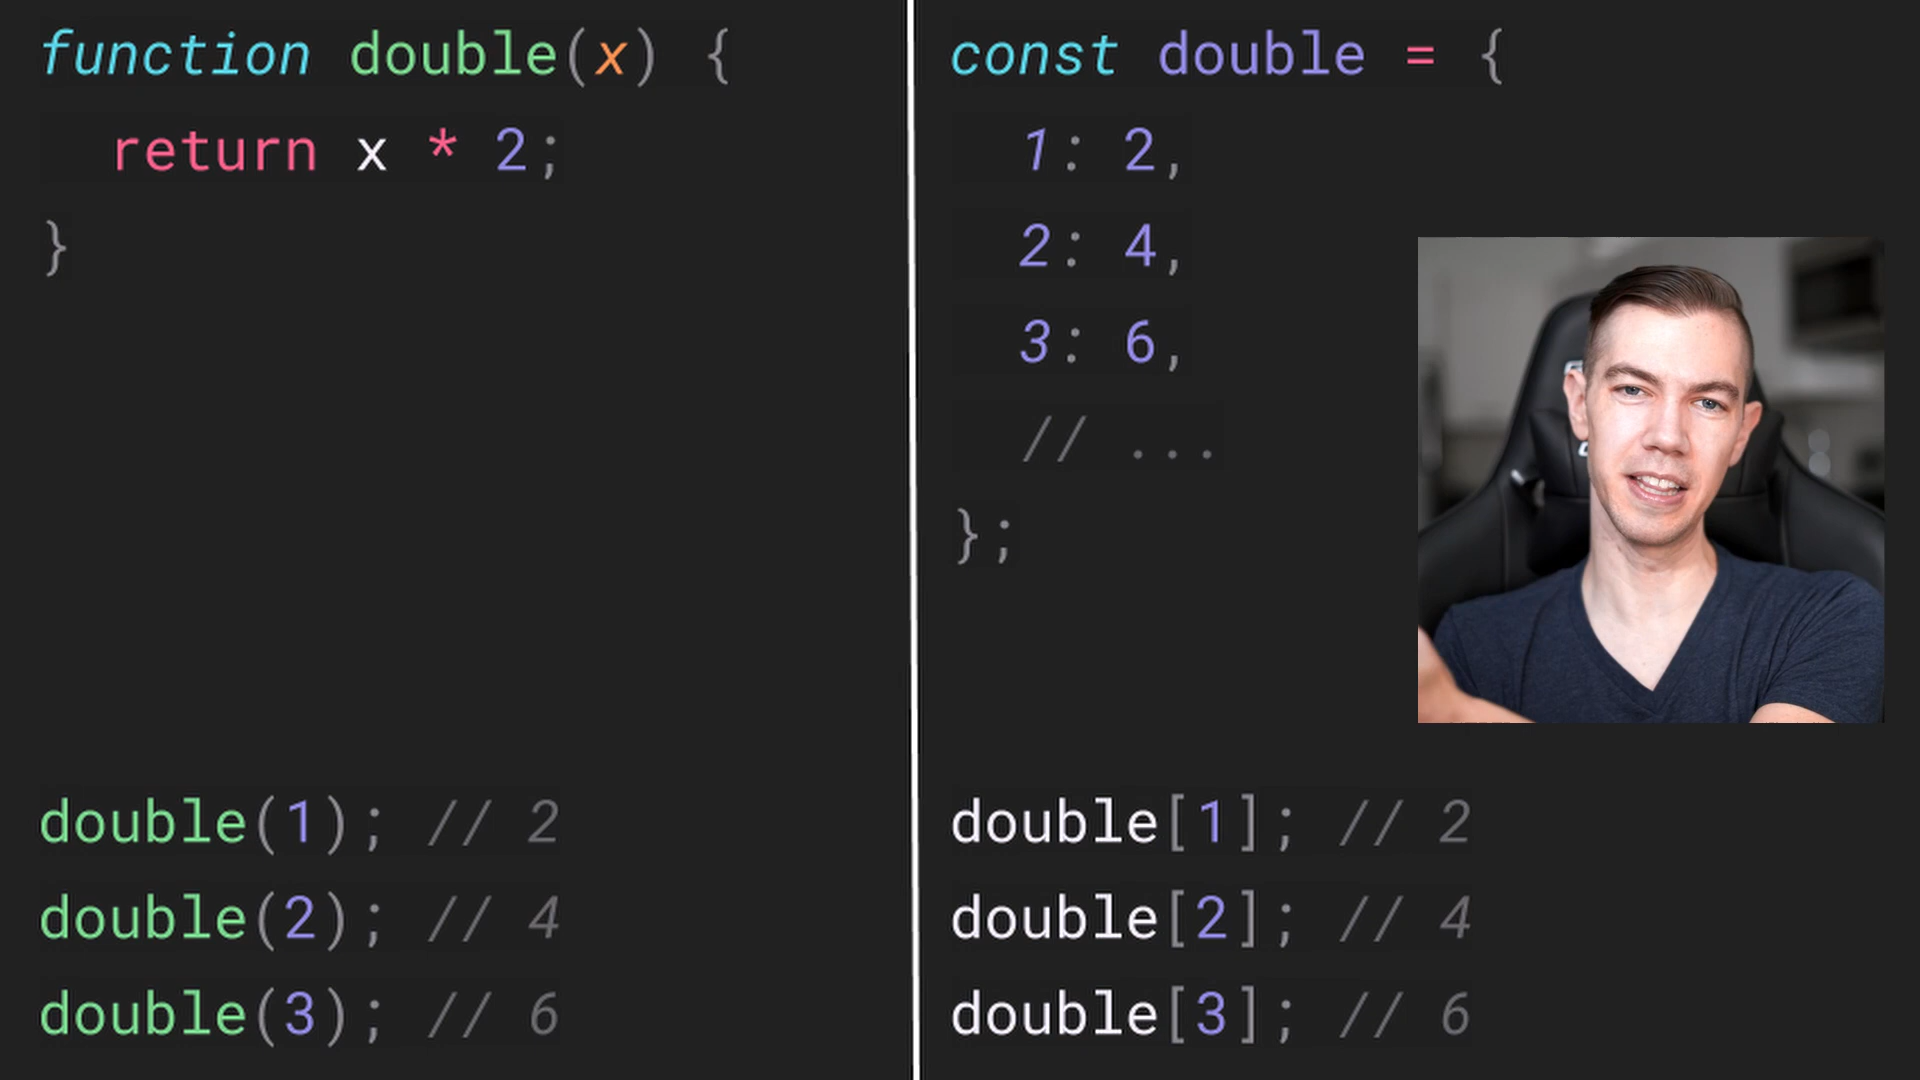 function double(x) {
  return x * 2;
}
double(1); // 2
double(2); // 4
double(3); // 6
const double = {
  1: 2,
  2: 4,
  3: 6,
  // ...
};
double[1]; // 2
double[2]; // 4
double[3]; // 6